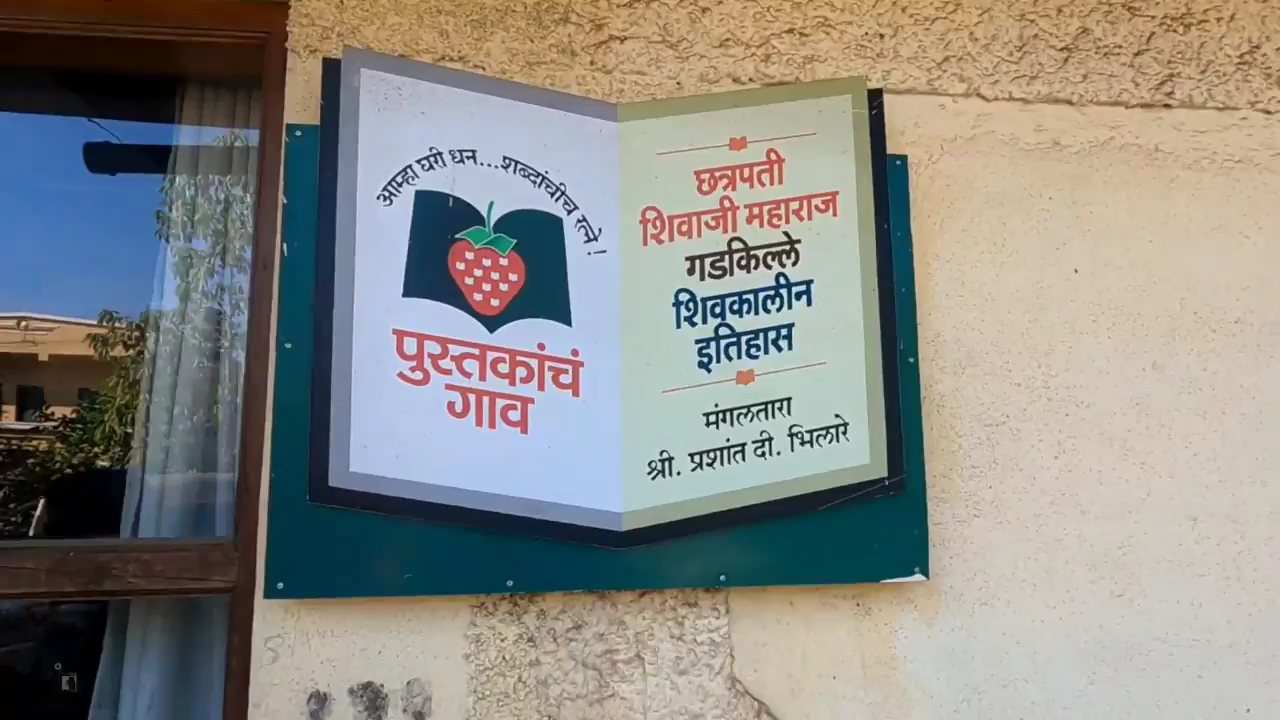 आम्हा घरी धन...शब्दांचीच रत्ने !
पुस्तकांचं
गाव
छत्रपती
शिवाजी महाराज
गडकिल्ले
शिवकालीन
इतिहास
मंगलतारा
श्री. प्रशांत दी. भिलारे